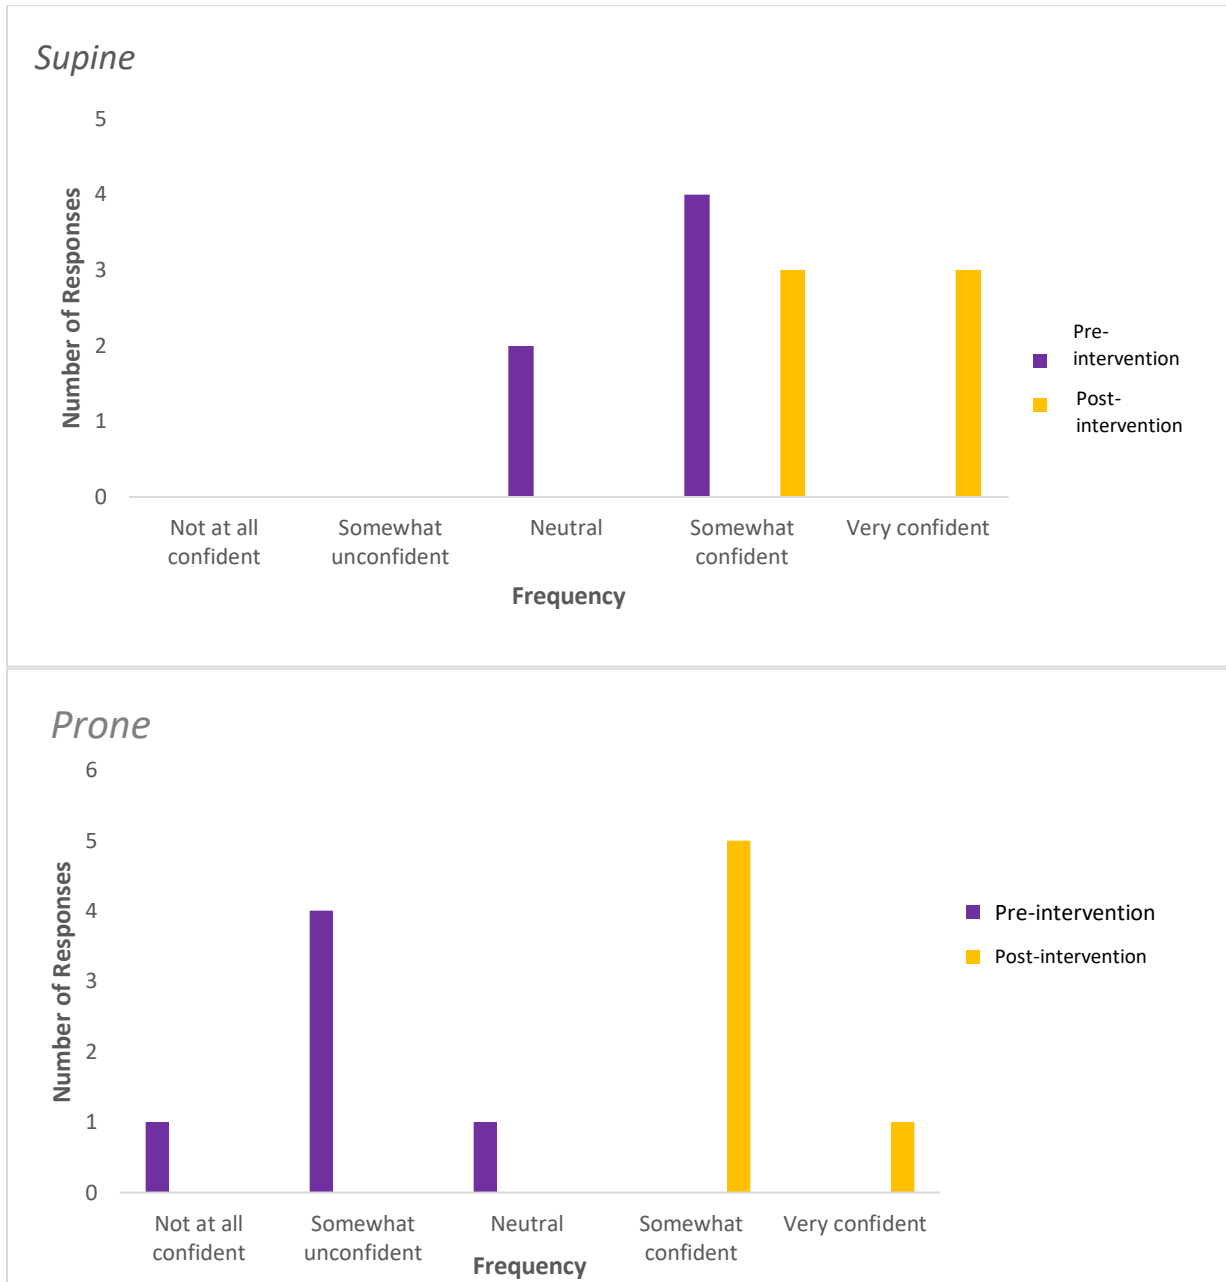 Supine
5
4
3
2
1
0
Number of Responses
Not at all
confident
Somewhat
unconfident
Neutral
Somewhat
confident
Very confident
Frequency
Pre-
intervention
Post-
intervention
Prone
6
5
4
3
2
1
0
Number of Responses
Not at all
confident
Somewhat
unconfident
Neutral
Somewhat
confident
Very confident
Frequency
Pre-intervention
Post-intervention